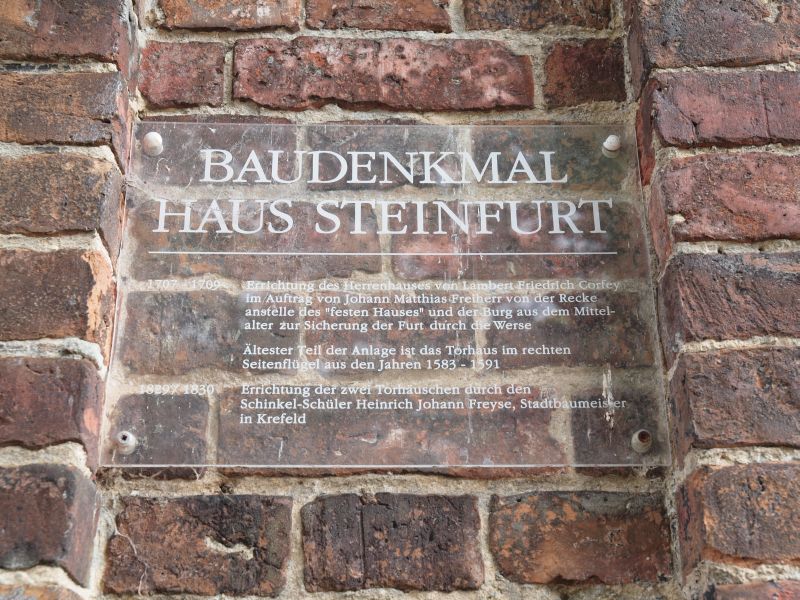 BAUDENKMAL
HAUS STEINFURT
1707 - 1709 Errichtung des Herrenhauses von Lambert Friedrich Corfey
im Auftrag von Johann Matthias Freiherr von der Recke
anstelle des "festen Hauses" und der Burg aus dem Mittel-
alter zur Sicherung der Furt durch die Werse
Ältester Teil der Anlage ist das Torhaus im rechten
Seitenflügel aus den Jahren 1583 - 1591
1829 / 1830 Errichtung der zwei Torhäuschen durch den
Schinkel-Schüler Heinrich Johann Freyse, Stadtbaumeister
in Krefeld